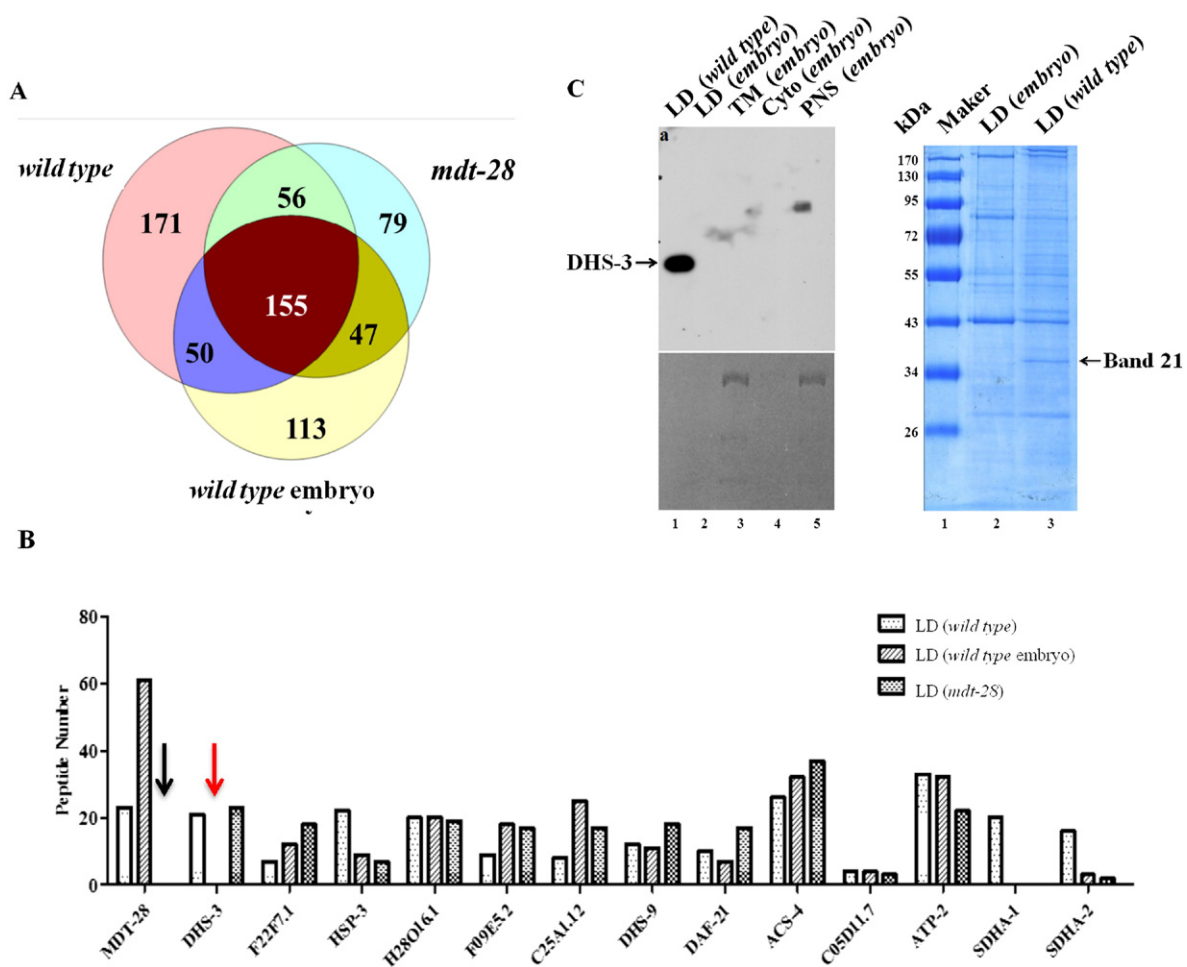 A
wild type
mdt-28
171
56
79
155
50
47
113
wild type embryo
C
LD (wild type)
LD (embryo)
TM (embryo)
Cyto (embryo)
PNS (embryo)
a
DHS-3
1 2 3 4 5
kDa
Maker
LD (embryo)
LD (wild type)
170
130
95
72
55
43
34
26
Band 21
1 2 3
B
Peptide Number
80
60
40
20
0
LD (wild type)
LD (wild type embryo)
LD (mdt-28)
MDT-28
DHS-3
F22F7.1
HSP-3
H28O16.1
F09E5.2
C25A1.12
DHS-9
DAF-21
ACS-4
C05D11.7
ATP-2
SDHA-1
SDHA-2